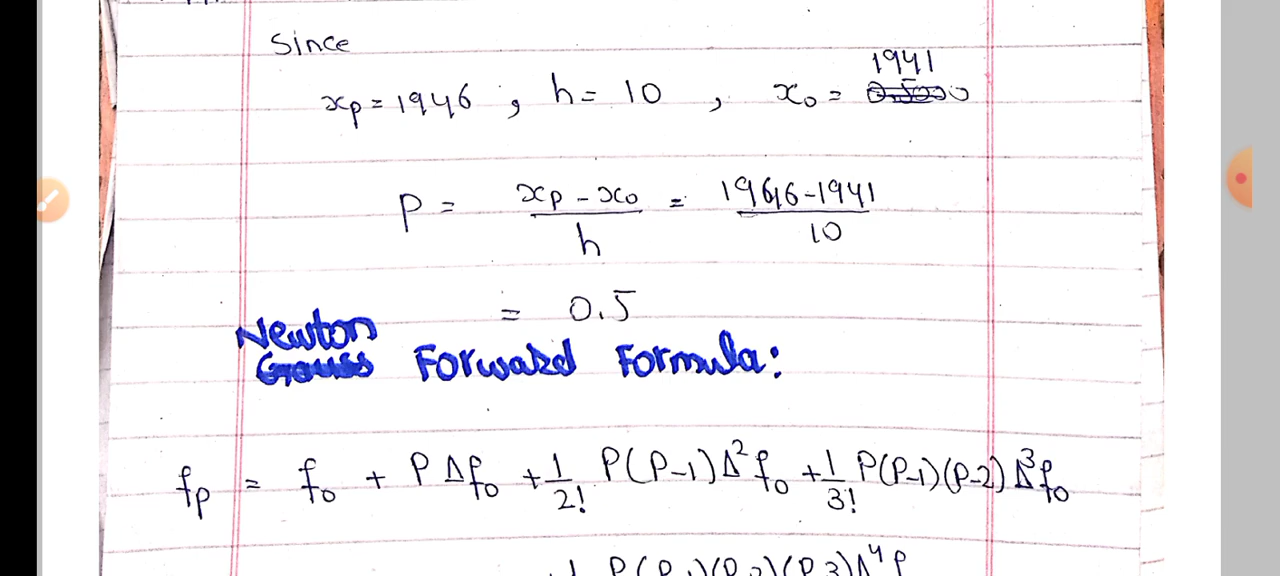 Since
xp = 1946 , h = 10 , x₀ = 1941
P = (xp - x₀)/h = (1946-1941)/10
= 0.5
Newton
Gauss Forward Formula:
fp = f₀ + PΔf₀ + 1/2! P(P-1)Δ²f₀ + 1/3! P(P-1)(P-2)Δ³f₀